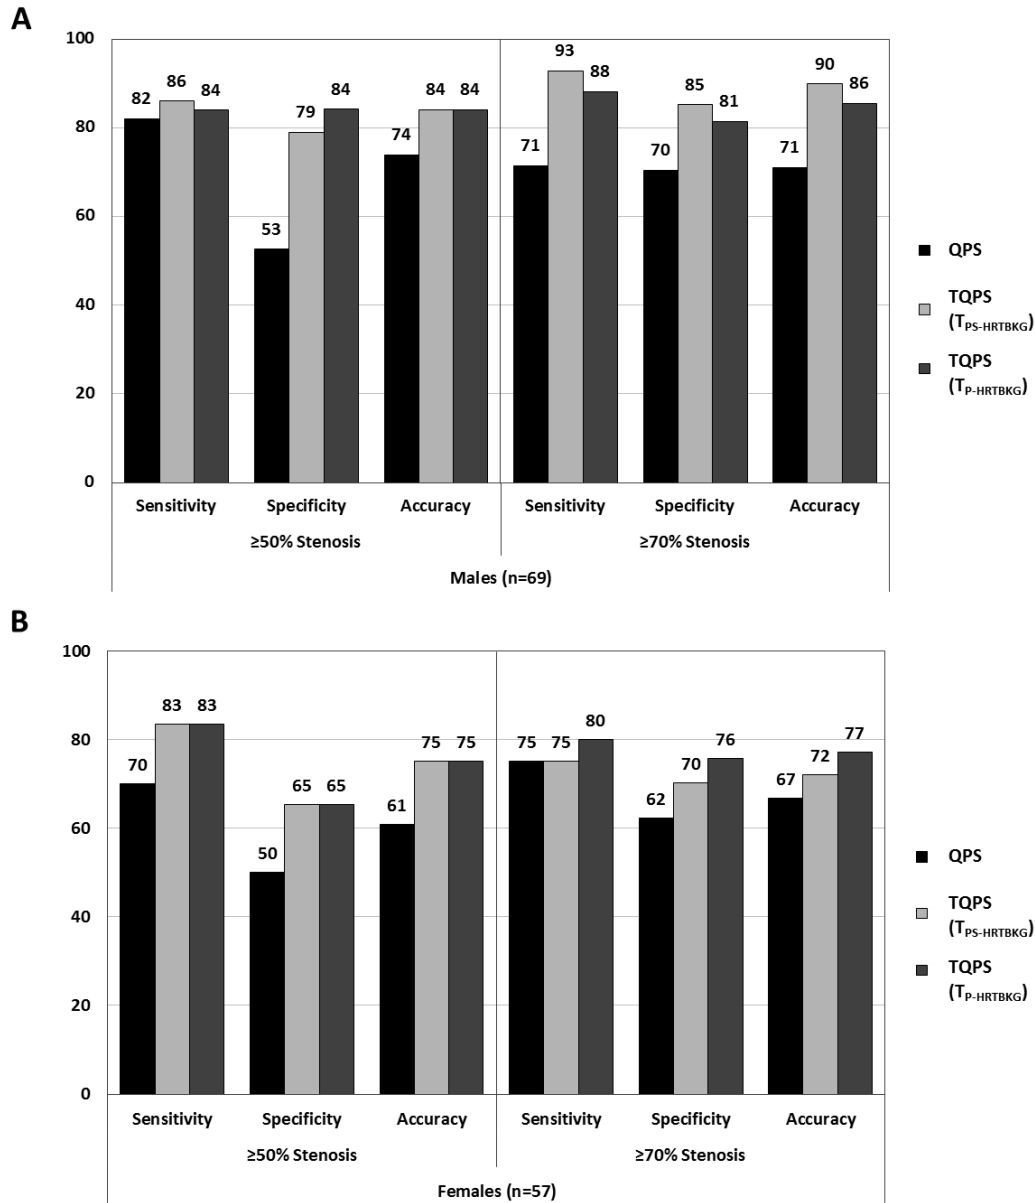 A
100
80
60
40
20
0
82 86 84 53 79 84 74 84 84 71 93 88 70 85 81 71 90 86
Sensitivity Specificity Accuracy Sensitivity Specificity Accuracy
≥50% Stenosis ≥70% Stenosis
Males (n=69)
QPS
TQPS
(TPS-HRTBKG)
TQPS
(TP-HRTBKG)
B
100
80
60
40
20
0
70 83 83 50 65 65 61 75 75 75 75 80 62 70 76 67 72 77
Sensitivity Specificity Accuracy Sensitivity Specificity Accuracy
≥50% Stenosis ≥70% Stenosis
Females (n=57)
QPS
TQPS
(TPS-HRTBKG)
TQPS
(TP-HRTBKG)